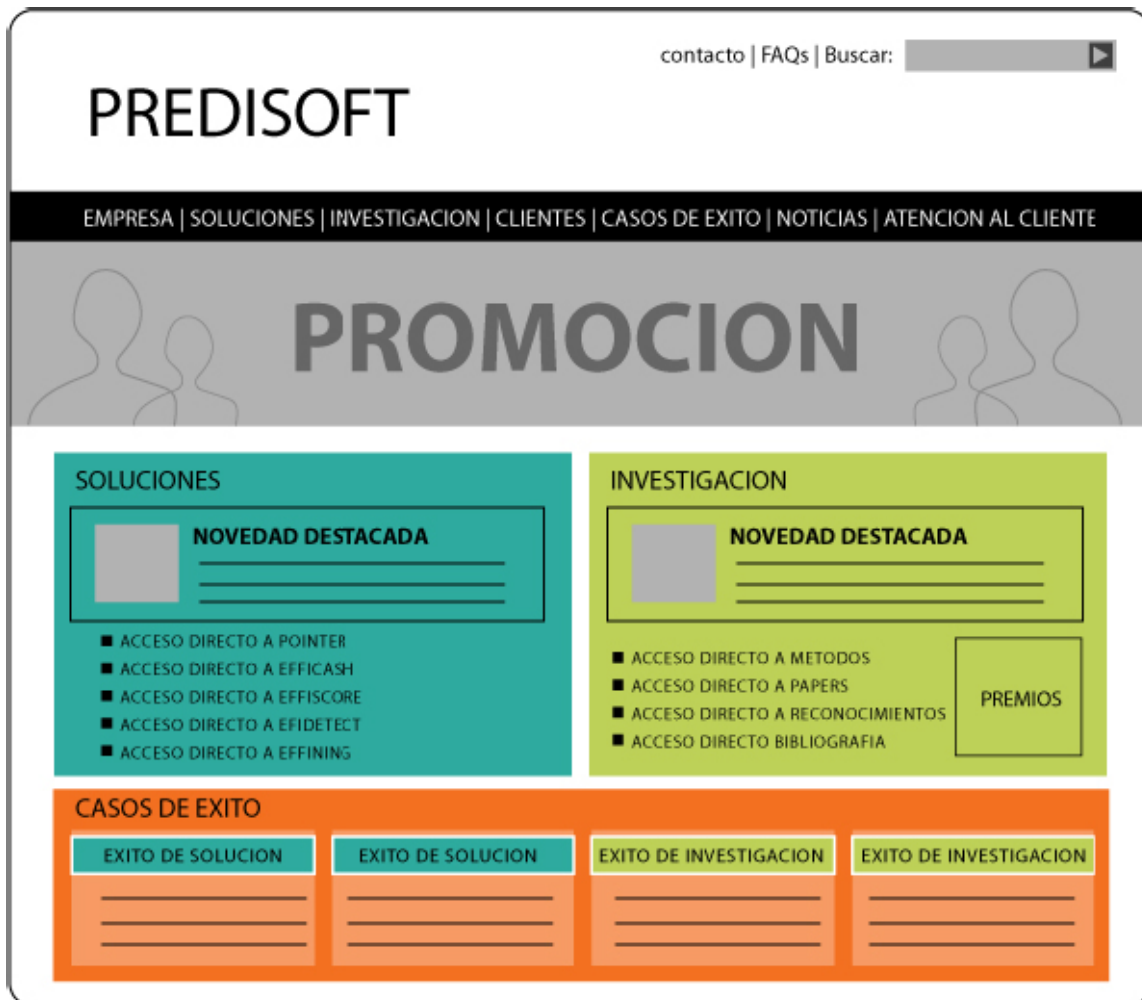 contacto | FAQs | Buscar:
PREDISOFT
EMPRESA | SOLUCIONES | INVESTIGACION | CLIENTES | CASOS DE EXITO | NOTICIAS | ATENCION AL CLIENTE
PROMOCION
SOLUCIONES
NOVEDAD DESTACADA
ACCESO DIRECTO A POINTER
ACCESO DIRECTO A EFFICASH
ACCESO DIRECTO A EFFISCORE
ACCESO DIRECTO A EFIDETECT
ACCESO DIRECTO A EFFINING
INVESTIGACION
NOVEDAD DESTACADA
ACCESO DIRECTO A METODOS
ACCESO DIRECTO A PAPERS
ACCESO DIRECTO A RECONOCIMIENTOS
ACCESO DIRECTO BIBLIOGRAFIA
PREMIOS
CASOS DE EXITO
EXITO DE SOLUCION
EXITO DE SOLUCION
EXITO DE INVESTIGACION
EXITO DE INVESTIGACION